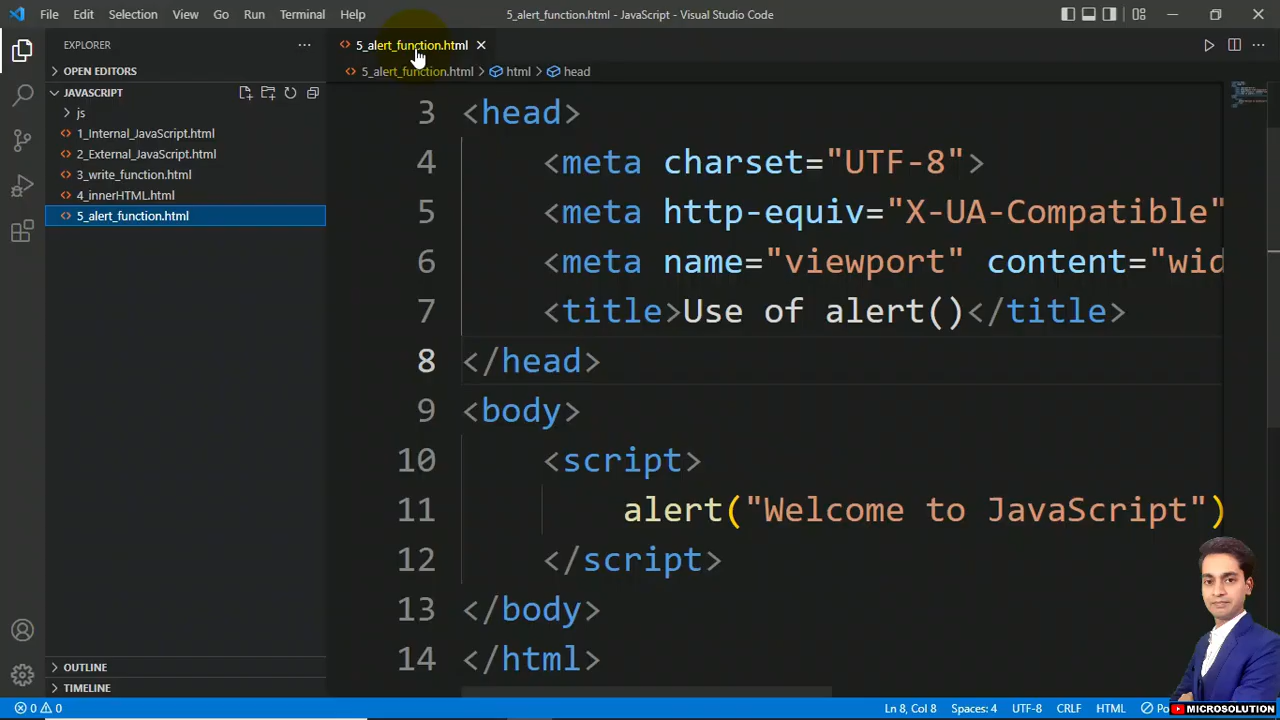 File Edit Selection View Go Run Terminal Help
5_alert_function.html - JavaScript - Visual Studio Code
EXPLORER
OPEN EDITORS
JAVASCRIPT
js
1_Internal_JavaScript.html
2_External_JavaScript.html
3_write_function.html
4_innerHTML.html
5_alert_function.html
OUTLINE
TIMELINE
5_alert_function.html
5_alert_function.html > html > head
3 <head>
4 <meta charset="UTF-8">
5 <meta http-equiv="X-UA-Compatible"
6 <meta name="viewport" content="wid
7 <title>Use of alert()</title>
8 </head>
9 <body>
10 <script>
11 alert("Welcome to JavaScript")
12 </script>
13 </body>
14 </html>
0 0
Ln 8, Col 8 Spaces: 4 UTF-8 CRLF HTML
MICROSOLUTION